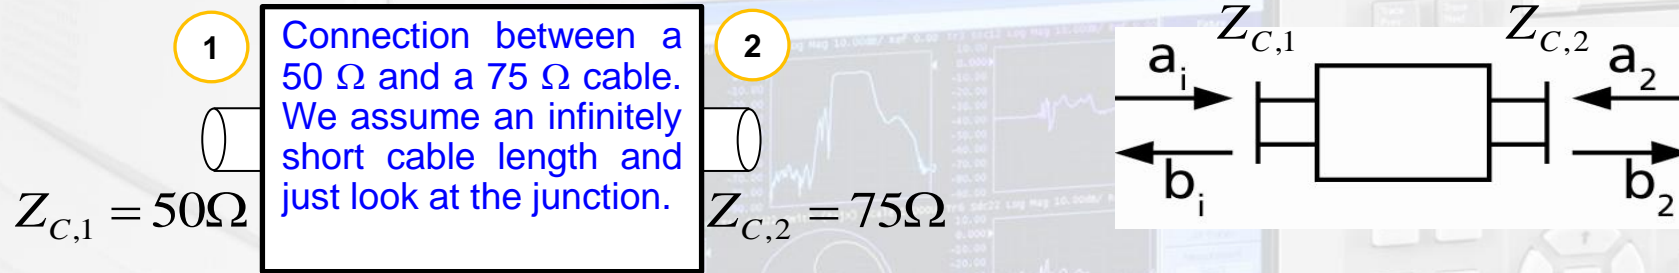 1
Connection between a
50 Ω and a 75 Ω cable.
We assume an infinitely
short cable length and
just look at the junction.
2
Z_{C,1} = 50Ω
Z_{C,2} = 75Ω
Z_{C,1}
Z_{C,2}
a_i
a_2
b_i
b_2